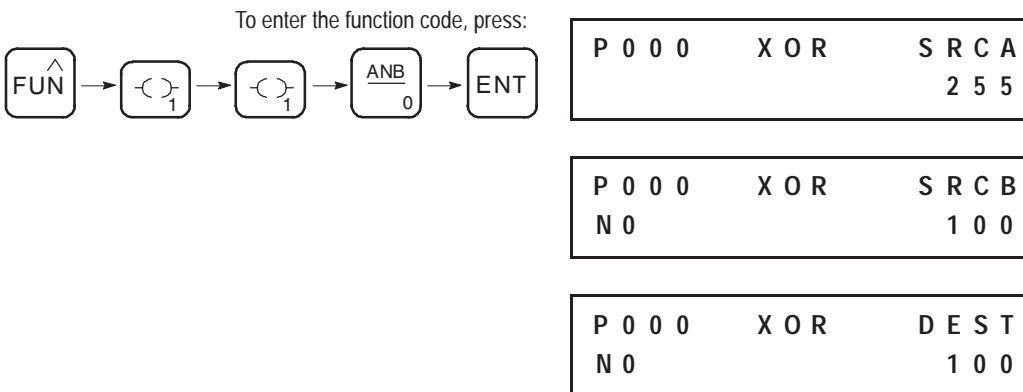 To enter the function code, press:
FUN
1
1
ANB
0
ENT
P000 XOR SRCA
255
P000 XOR SRCB
N0 100
P000 XOR DEST
N0 100